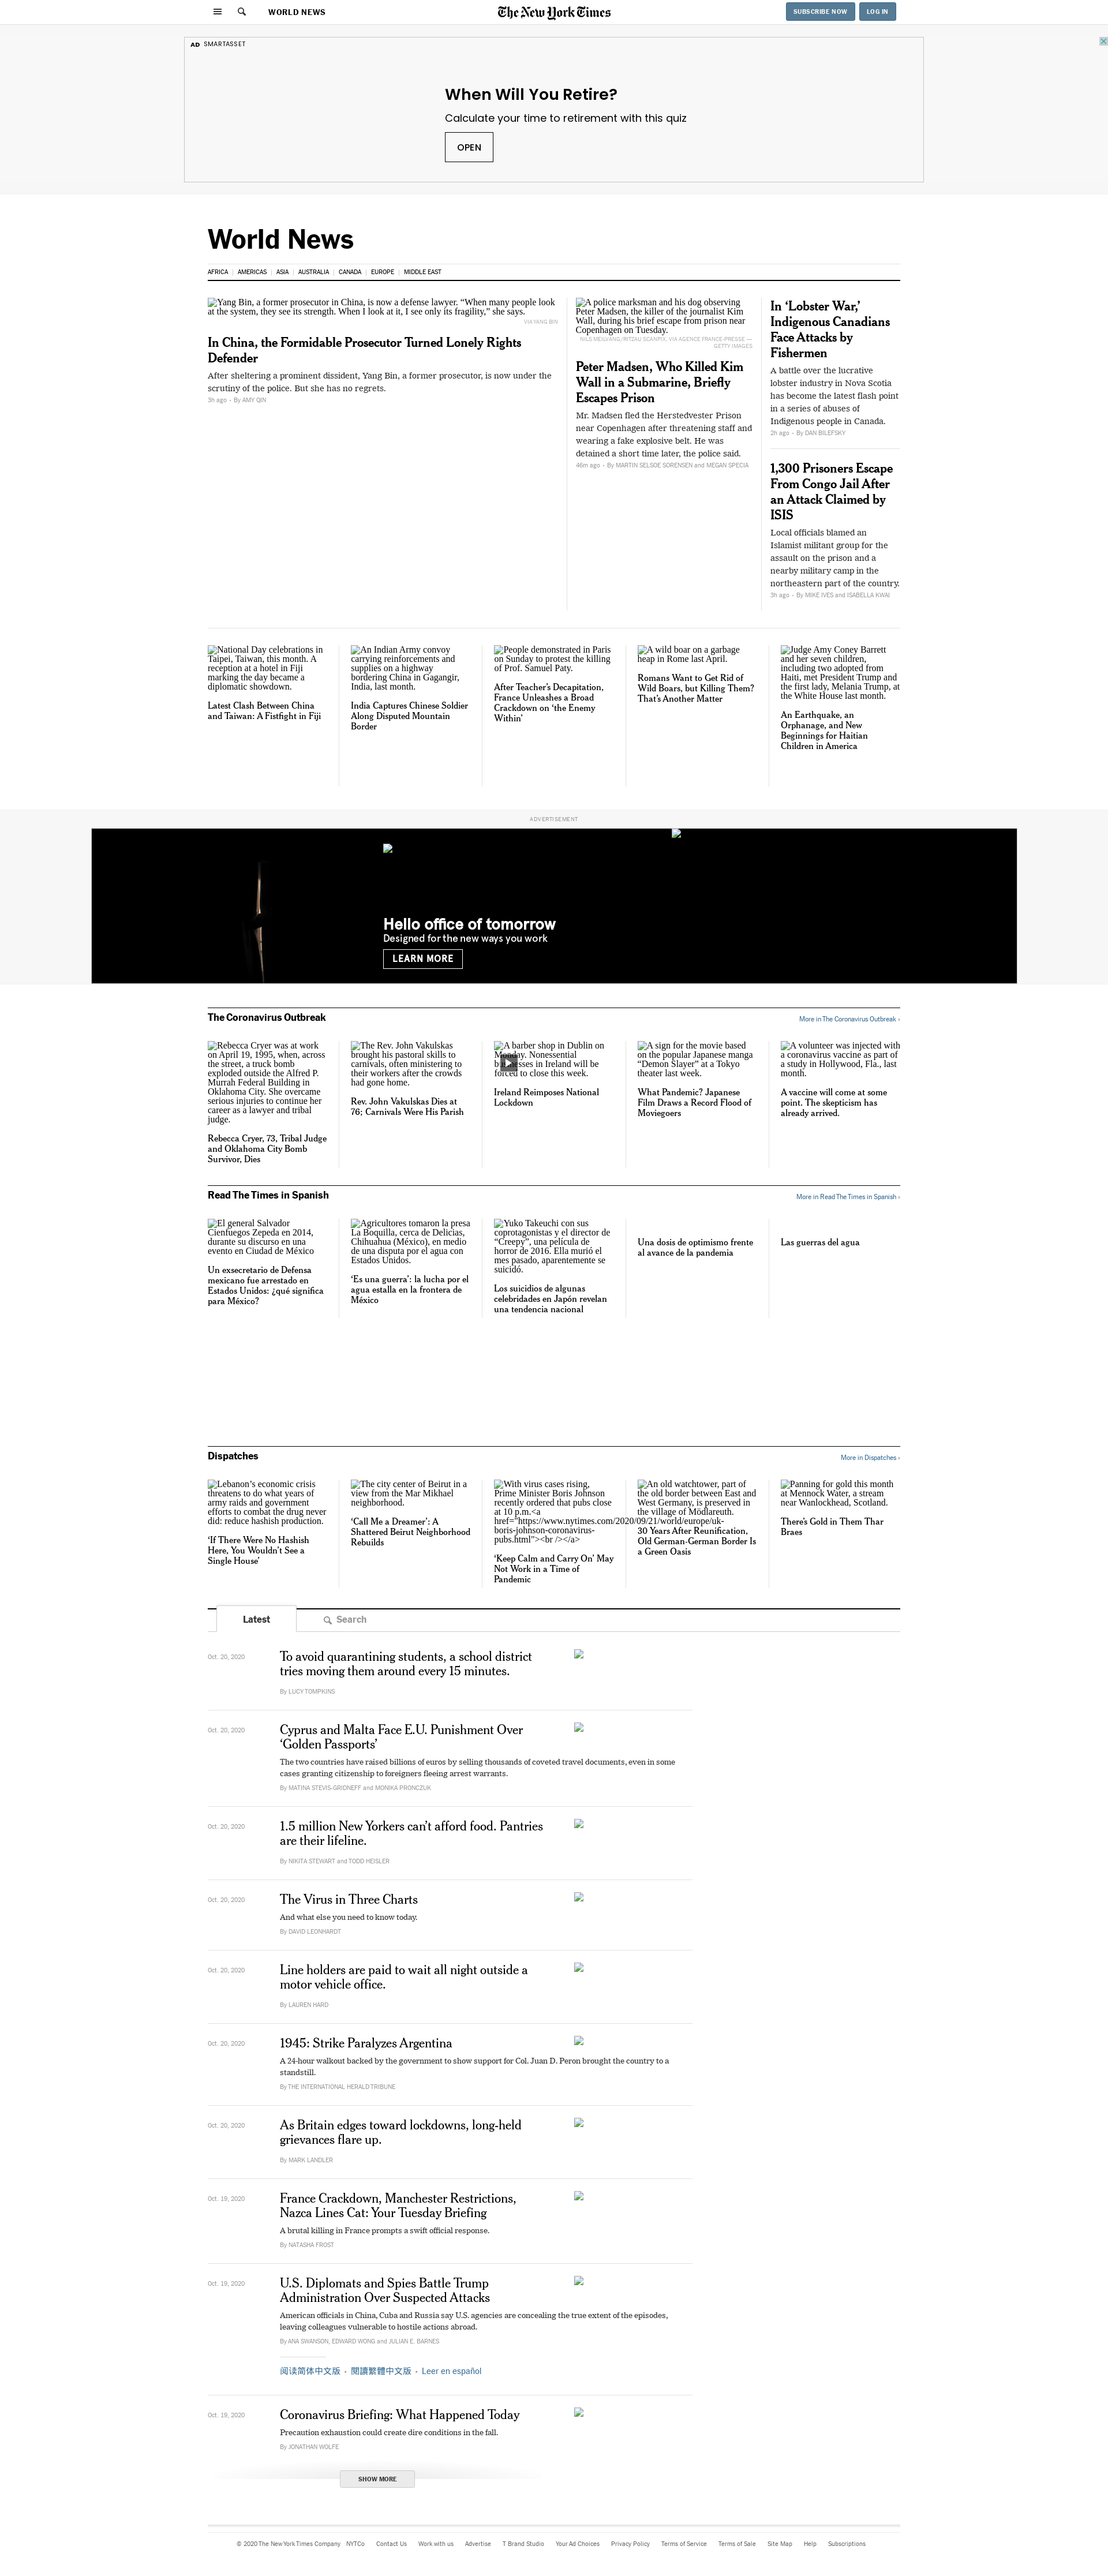 WORLD NEWS
The New York Times
SUBSCRIBE NOW
LOG IN
AD SMARTASSET
When Will You Retire?
Calculate your time to retirement with this quiz
OPEN
World News
AFRICA
AMERICAS
ASIA
AUSTRALIA
CANADA
EUROPE
MIDDLE EAST
Yang Bin, a former prosecutor in China, is now a defense lawyer. “When many people look
at the system, they see its strength. When I look at it, I see only its fragility,” she says.
VIA YANG BIN
In China, the Formidable Prosecutor Turned Lonely Rights
Defender
After sheltering a prominent dissident, Yang Bin, a former prosecutor, is now under the
scrutiny of the police. But she has no regrets.
3h ago - By AMY QIN
A police marksman and his dog observing
Peter Madsen, the killer of the journalist Kim
Wall, during his brief escape from prison near
Copenhagen on Tuesday.
NILS MEILVANG/RITZAU SCANPIX, VIA AGENCE FRANCE-PRESSE —
GETTY IMAGES
Peter Madsen, Who Killed Kim
Wall in a Submarine, Briefly
Escapes Prison
Mr. Madsen fled the Herstedvester Prison
near Copenhagen after threatening staff and
wearing a fake explosive belt. He was
detained a short time later, the police said.
46m ago - By MARTIN SELSOE SORENSEN and MEGAN SPECIA
In ‘Lobster War,’
Indigenous Canadians
Face Attacks by
Fishermen
A battle over the lucrative
lobster industry in Nova Scotia
has become the latest flash point
in a series of abuses of
Indigenous people in Canada.
2h ago - By DAN BILEFSKY
1,300 Prisoners Escape
From Congo Jail After
an Attack Claimed by
ISIS
Local officials blamed an
Islamist militant group for the
assault on the prison and a
nearby military camp in the
northeastern part of the country.
3h ago - By MIKE IVES and ISABELLA KWAI
National Day celebrations in
Taipei, Taiwan, this month. A
reception at a hotel in Fiji
marking the day became a
diplomatic showdown.
Latest Clash Between China
and Taiwan: A Fistfight in Fiji
An Indian Army convoy
carrying reinforcements and
supplies on a highway
bordering China in Gagangir,
India, last month.
India Captures Chinese Soldier
Along Disputed Mountain
Border
People demonstrated in Paris
on Sunday to protest the killing
of Prof. Samuel Paty.
After Teacher’s Decapitation,
France Unleashes a Broad
Crackdown on ‘the Enemy
Within’
A wild boar on a garbage
heap in Rome last April.
Romans Want to Get Rid of
Wild Boars, but Killing Them?
That’s Another Matter
Judge Amy Coney Barrett
and her seven children,
including two adopted from
Haiti, met President Trump and
the first lady, Melania Trump, at
the White House last month.
An Earthquake, an
Orphanage, and New
Beginnings for Haitian
Children in America
ADVERTISEMENT
Hello office of tomorrow
Designed for the new ways you work
LEARN MORE
The Coronavirus Outbreak
More in The Coronavirus Outbreak ›
Rebecca Cryer was at work
on April 19, 1995, when, across
the street, a truck bomb
exploded outside the Alfred P.
Murrah Federal Building in
Oklahoma City. She overcame
serious injuries to continue her
career as a lawyer and tribal
judge.
Rebecca Cryer, 73, Tribal Judge
and Oklahoma City Bomb
Survivor, Dies
The Rev. John Vakulskas
brought his pastoral skills to
carnivals, often ministering to
their workers after the crowds
had gone home.
Rev. John Vakulskas Dies at
76; Carnivals Were His Parish
A barber shop in Dublin on
Monday. Nonessential
businesses in Ireland will be
forced to close this week.
Ireland Reimposes National
Lockdown
A sign for the movie based
on the popular Japanese manga
“Demon Slayer” at a Tokyo
theater last week.
What Pandemic? Japanese
Film Draws a Record Flood of
Moviegoers
A volunteer was injected with
a coronavirus vaccine as part of
a study in Hollywood, Fla., last
month.
A vaccine will come at some
point. The skepticism has
already arrived.
Read The Times in Spanish
More in Read The Times in Spanish ›
El general Salvador
Cienfuegos Zepeda en 2014,
durante su discurso en una
evento en Ciudad de México
Un exsecretario de Defensa
mexicano fue arrestado en
Estados Unidos: ¿qué significa
para México?
Agricultores tomaron la presa
La Boquilla, cerca de Delicias,
Chihuahua (México), en medio
de una disputa por el agua con
Estados Unidos.
‘Es una guerra’: la lucha por el
agua estalla en la frontera de
México
Yuko Takeuchi con sus
coprotagonistas y el director de
“Creepy”, una película de
horror de 2016. Ella murió el
mes pasado, aparentemente se
suicidó.
Los suicidios de algunas
celebridades en Japón revelan
una tendencia nacional
Una dosis de optimismo frente
al avance de la pandemia
Las guerras del agua
Dispatches
More in Dispatches ›
Lebanon’s economic crisis
threatens to do what years of
army raids and government
efforts to combat the drug never
did: reduce hashish production.
‘If There Were No Hashish
Here, You Wouldn’t See a
Single House’
The city center of Beirut in a
view from the Mar Mikhael
neighborhood.
‘Call Me a Dreamer’: A
Shattered Beirut Neighborhood
Rebuilds
With virus cases rising,
Prime Minister Boris Johnson
recently ordered that pubs close
at 10 p.m.<a
href="https://www.nytimes.com/2020/09/21/world/europe/uk-
boris-johnson-coronavirus-
pubs.html"><br /></a>
‘Keep Calm and Carry On’ May
Not Work in a Time of
Pandemic
An old watchtower, part of
the old border between East and
West Germany, is preserved in
the village of Mödlareuth.
30 Years After Reunification,
Old German-German Border Is
a Green Oasis
Panning for gold this month
at Mennock Water, a stream
near Wanlockhead, Scotland.
There’s Gold in Them Thar
Braes
Latest
Search
Oct. 20, 2020
To avoid quarantining students, a school district
tries moving them around every 15 minutes.
By LUCY TOMPKINS
Oct. 20, 2020
Cyprus and Malta Face E.U. Punishment Over
‘Golden Passports’
The two countries have raised billions of euros by selling thousands of coveted travel documents, even in some
cases granting citizenship to foreigners fleeing arrest warrants.
By MATINA STEVIS-GRIDNEFF and MONIKA PRONCZUK
Oct. 20, 2020
1.5 million New Yorkers can’t afford food. Pantries
are their lifeline.
By NIKITA STEWART and TODD HEISLER
Oct. 20, 2020
The Virus in Three Charts
And what else you need to know today.
By DAVID LEONHARDT
Oct. 20, 2020
Line holders are paid to wait all night outside a
motor vehicle office.
By LAUREN HARD
Oct. 20, 2020
1945: Strike Paralyzes Argentina
A 24-hour walkout backed by the government to show support for Col. Juan D. Peron brought the country to a
standstill.
By THE INTERNATIONAL HERALD TRIBUNE
Oct. 20, 2020
As Britain edges toward lockdowns, long-held
grievances flare up.
By MARK LANDLER
Oct. 19, 2020
France Crackdown, Manchester Restrictions,
Nazca Lines Cat: Your Tuesday Briefing
A brutal killing in France prompts a swift official response.
By NATASHA FROST
Oct. 19, 2020
U.S. Diplomats and Spies Battle Trump
Administration Over Suspected Attacks
American officials in China, Cuba and Russia say U.S. agencies are concealing the true extent of the episodes,
leaving colleagues vulnerable to hostile actions abroad.
By ANA SWANSON, EDWARD WONG and JULIAN E. BARNES
阅读简体中文版 - 閱讀繁體中文版 - Leer en español
Oct. 19, 2020
Coronavirus Briefing: What Happened Today
Precaution exhaustion could create dire conditions in the fall.
By JONATHAN WOLFE
SHOW MORE
© 2020 The New York Times Company NYTCo Contact Us Work with us Advertise T Brand Studio Your Ad Choices Privacy Policy Terms of Service Terms of Sale Site Map Help Subscriptions